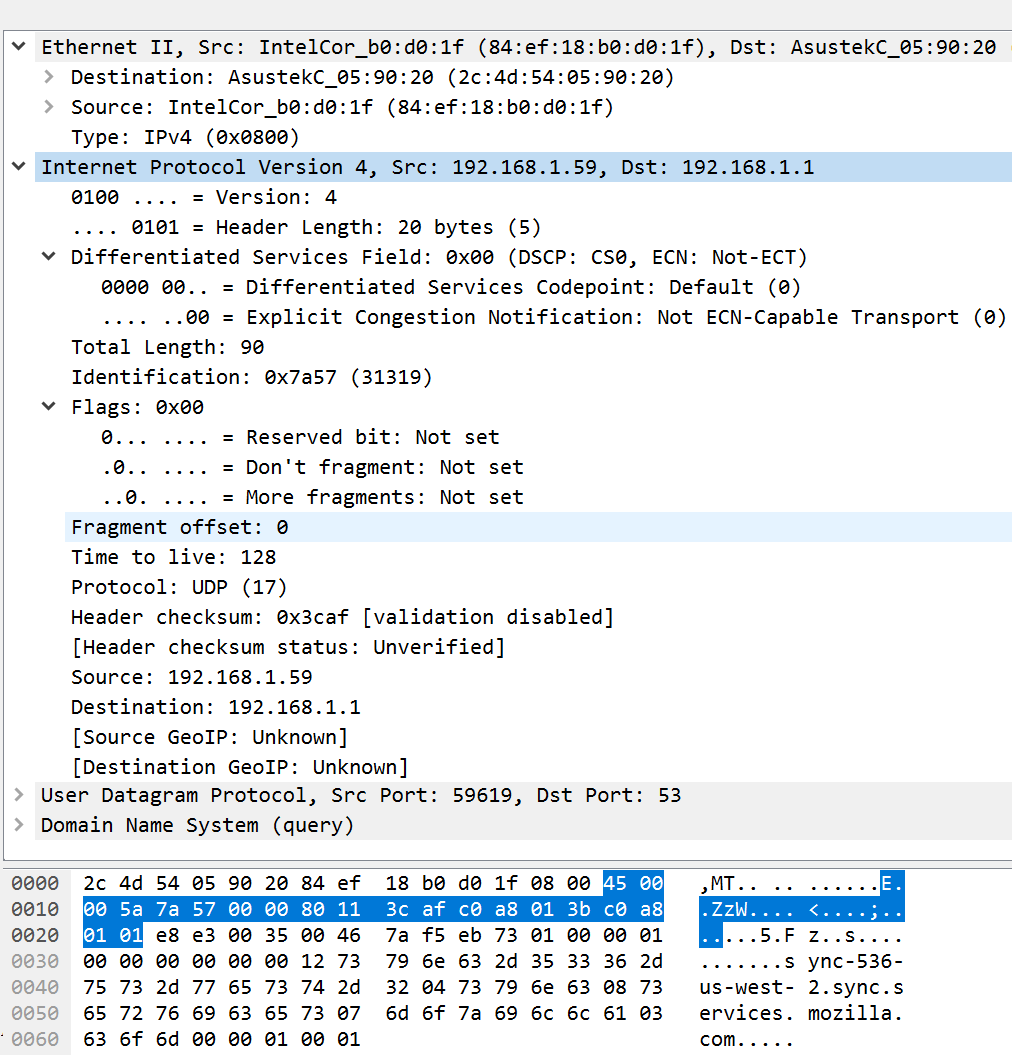 Ethernet II, Src: IntelCor_b0:d0:1f (84:ef:18:b0:d0:1f), Dst: AsustekC_05:90:20
Destination: AsustekC_05:90:20 (2c:4d:54:05:90:20)
Source: IntelCor_b0:d0:1f (84:ef:18:b0:d0:1f)
Type: IPv4 (0x0800)
Internet Protocol Version 4, Src: 192.168.1.59, Dst: 192.168.1.1
0100 .... = Version: 4
.... 0101 = Header Length: 20 bytes (5)
Differentiated Services Field: 0x00 (DSCP: CS0, ECN: Not-ECT)
0000 00.. = Differentiated Services Codepoint: Default (0)
.... ..00 = Explicit Congestion Notification: Not ECN-Capable Transport (0)
Total Length: 90
Identification: 0x7a57 (31319)
Flags: 0x00
0... .... = Reserved bit: Not set
.0.. .... = Don't fragment: Not set
..0. .... = More fragments: Not set
Fragment offset: 0
Time to live: 128
Protocol: UDP (17)
Header checksum: 0x3caf [validation disabled]
[Header checksum status: Unverified]
Source: 192.168.1.59
Destination: 192.168.1.1
[Source GeoIP: Unknown]
[Destination GeoIP: Unknown]
User Datagram Protocol, Src Port: 59619, Dst Port: 53
Domain Name System (query)
0000 2c 4d 54 05 90 20 84 ef 18 b0 d0 1f 08 00 45 00 ,MT.. .. ......E.
0010 00 5a 7a 57 00 00 80 11 3c af c0 a8 01 3b c0 a8 .ZzW.... <....;..
0020 01 01 e8 e3 00 35 00 46 7a f5 eb 73 01 00 00 01 .....5.F z..s....
0030 00 00 00 00 00 00 12 73 79 6e 63 2d 35 33 36 2d .......s ync-536-
0040 75 73 2d 77 65 73 74 2d 32 04 73 79 6e 63 08 73 us-west- 2.sync.s
0050 65 72 76 69 63 65 73 07 6d 6f 7a 69 6c 6c 61 03 ervices. mozilla.
0060 63 6f 6d 00 00 01 00 01 com.....